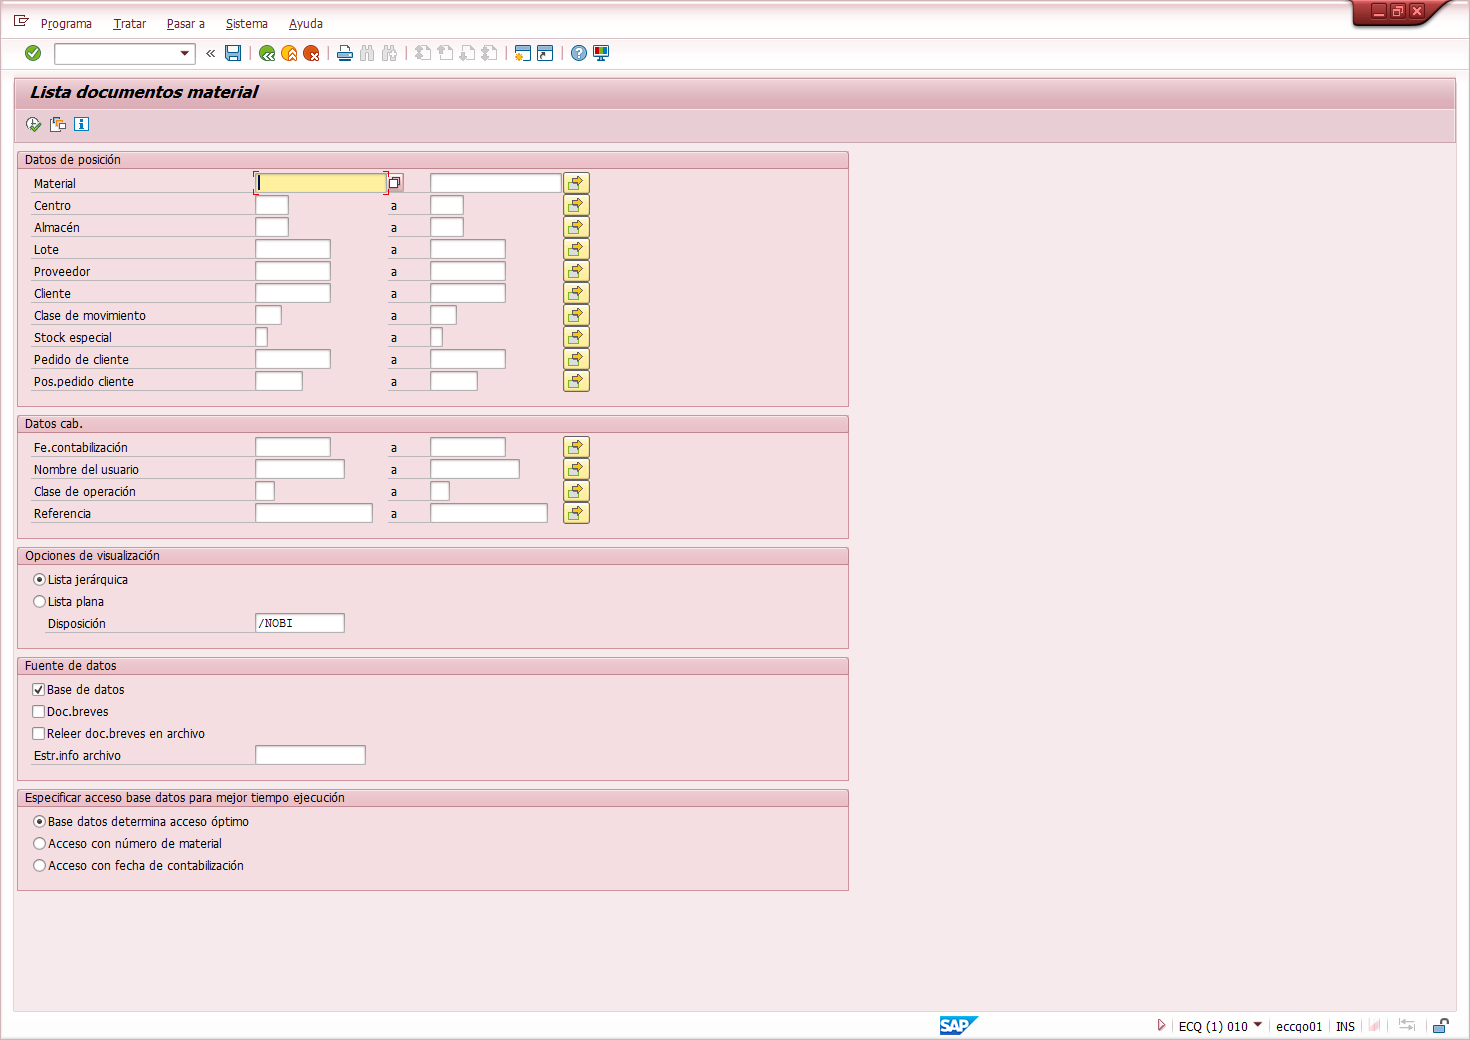 Programa Tratar Pasar a Sistema Ayuda
Lista documentos material
Datos de posición
Material
Centro a
Almacén a
Lote a
Proveedor a
Cliente a
Clase de movimiento a
Stock especial a
Pedido de cliente a
Pos.pedido cliente a
Datos cab.
Fe.contabilización a
Nombre del usuario a
Clase de operación a
Referencia a
Opciones de visualización
Lista jerárquica
Lista plana
Disposición /NOBI
Fuente de datos
Base de datos
Doc.breves
Releer doc.breves en archivo
Estr.info archivo
Especificar acceso base datos para mejor tiempo ejecución
Base datos determina acceso óptimo
Acceso con número de material
Acceso con fecha de contabilización
SAP ECQ (1) 010 eccqo01 INS